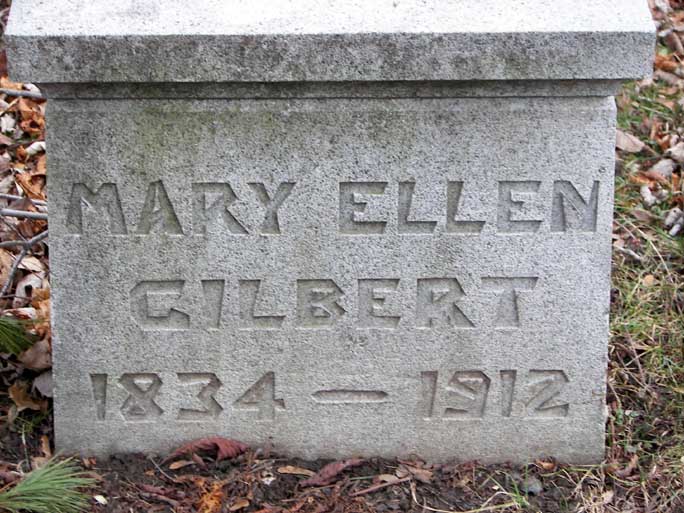 MARY ELLEN
GILBERT
1834 — 1912